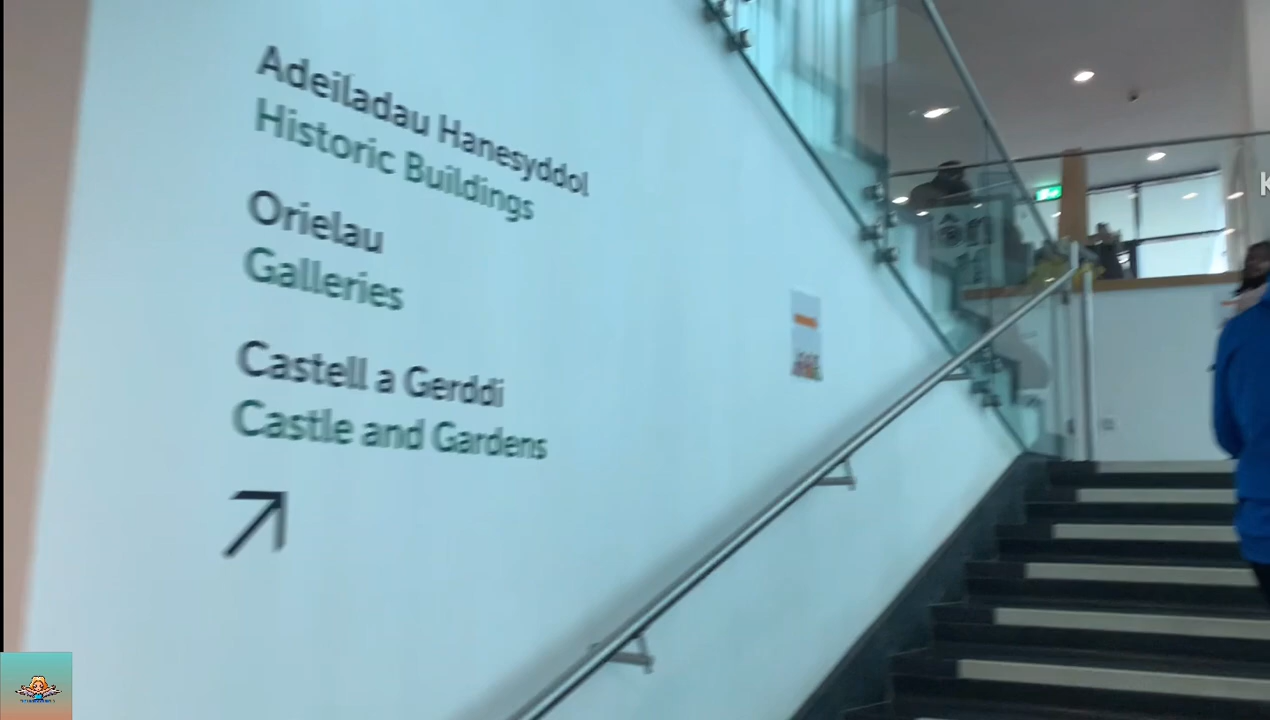 Adeiladau Hanesyddol
Historic Buildings
Orielau
Galleries
Castell a Gerddi
Castle and Gardens
K